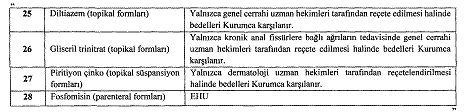 "
25 Diltiazem (topikal formları) Yalnızca genel cerrahi uzman hekimleri tarafından reçete edilmesi halinde
bedelleri Kurumca karşılanır.
26 Gliseril trinitrat (topikal formları) Yalnızca kronik anal fissürlere bağlı ağrıların tedavisinde genel cerrahi
uzman hekimleri tarafından reçete edilmesi halinde bedelleri Kurumca
karşılanır.
27 Piritiyon çinko (topikal süspansiyon
formları) Yalnızca dermatoloji uzman hekimleri tarafından reçetelendirilmesi
halinde bedelleri Kurumca karşılanır.
28 Fosfomisin (parenteral formları) EHU
"